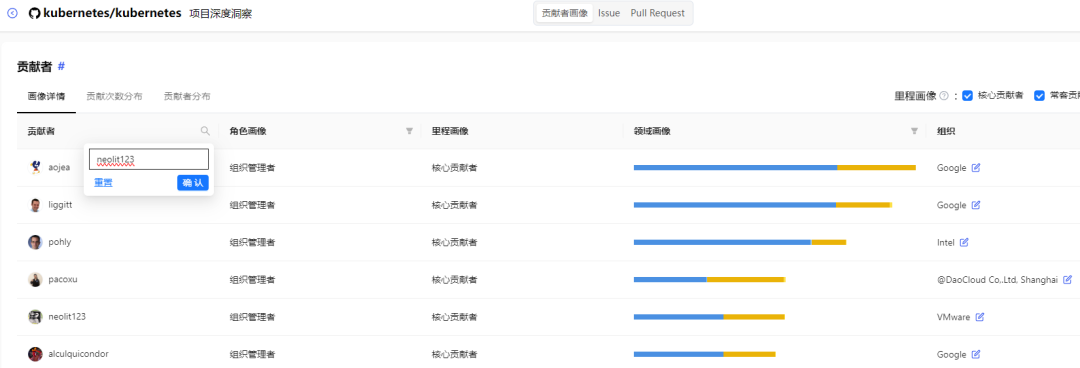 kubernetes/kubernetes 项目深度洞察
贡献者画像 Issue Pull Request
贡献者 #
画像详情 贡献次数分布 贡献者分布
里程画像 ? : 核心贡献者 常客贡献
贡献者 角色画像 里程画像 领域画像 组织
neolit123
重置 确 认
aojea 组织管理者 核心贡献者 Google
liggitt 组织管理者 核心贡献者 Google
pohly 组织管理者 核心贡献者 Intel
pacoxu 组织管理者 核心贡献者 @DaoCloud Co,.Ltd, Shanghai
neolit123 组织管理者 核心贡献者 VMware
alculquicondor 组织管理者 核心贡献者 Google